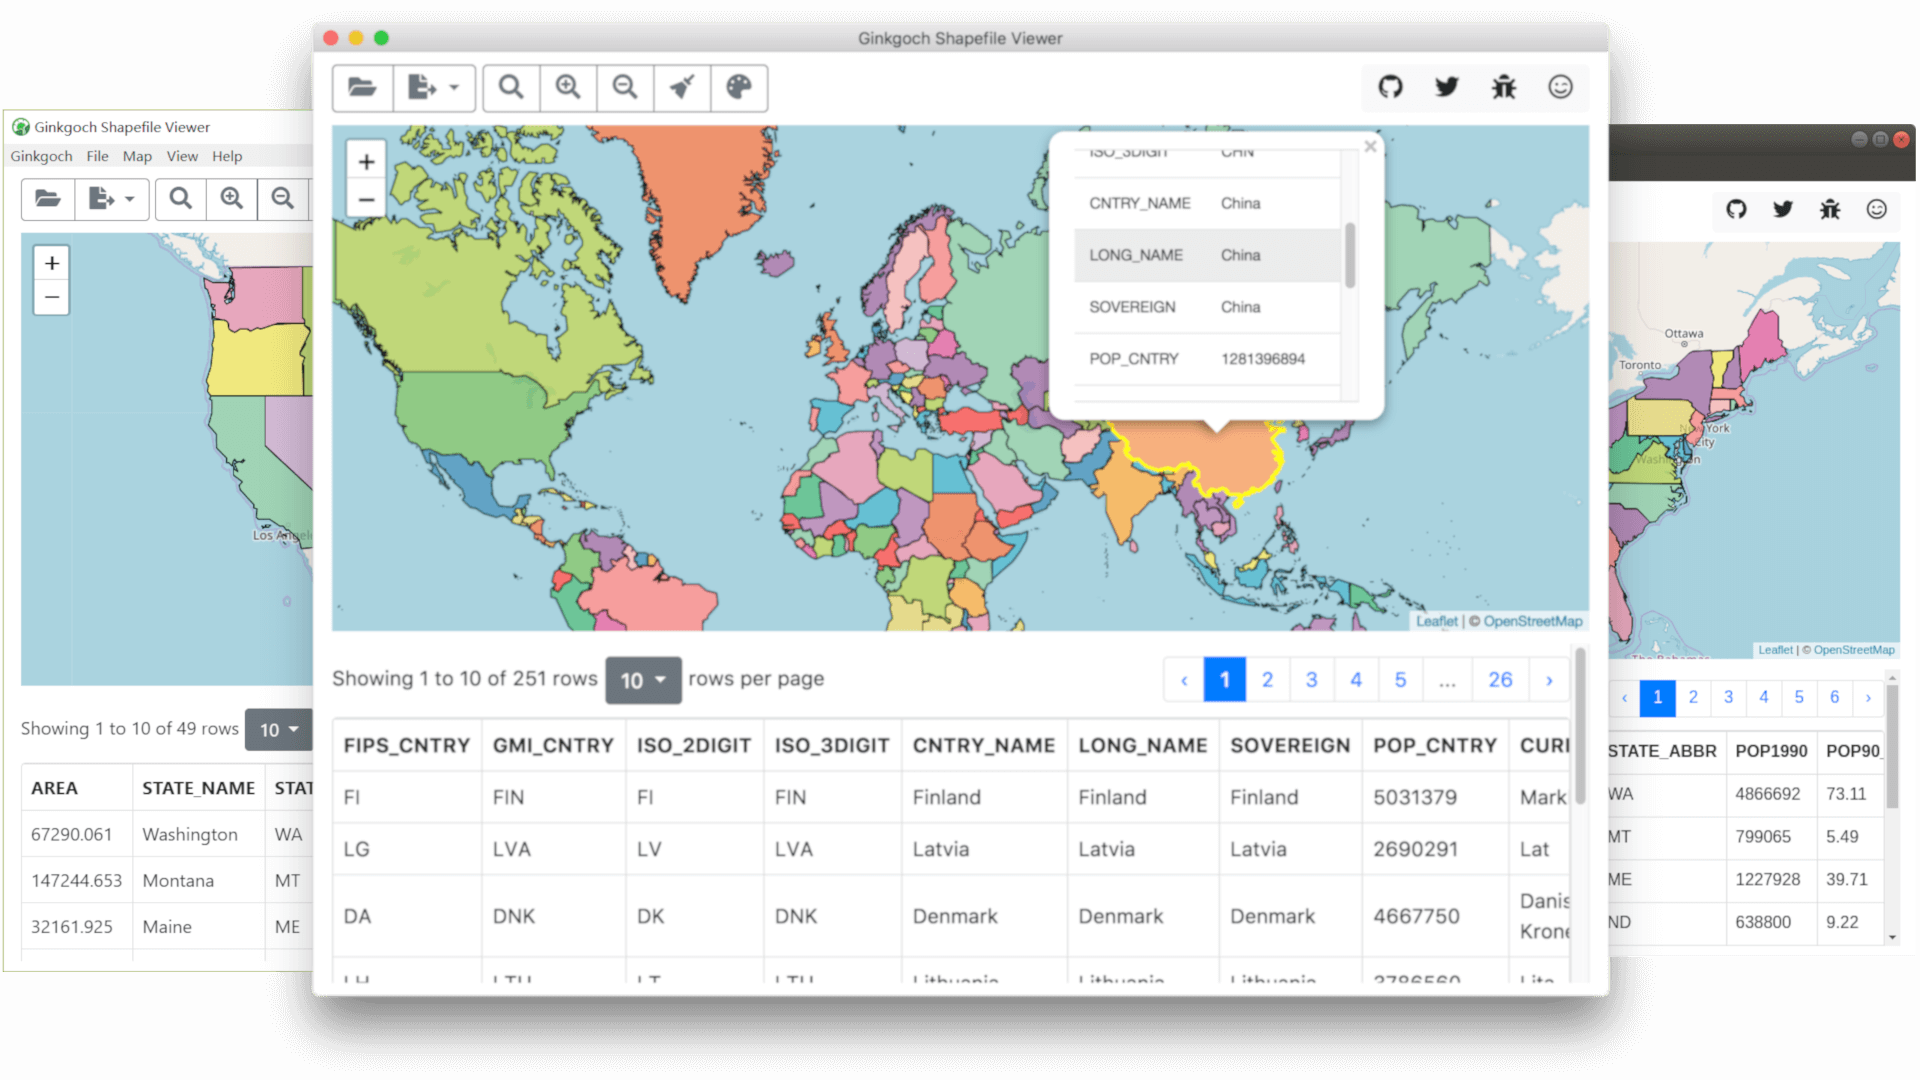 Ginkgoch Shapefile Viewer
Ginkgoch File Map View Help
+
−
Los Angel
Showing 1 to 10 of 49 rows 10
AREA STATE_NAME STAT
67290.061 Washington WA
147244.653 Montana MT
32161.925 Maine ME
Ginkgoch Shapefile Viewer
+
−
×
ISO_3DIGIT CHN
CNTRY_NAME China
LONG_NAME China
SOVEREIGN China
POP_CNTRY 1281396894
Leaflet | © OpenStreetMap
Showing 1 to 10 of 251 rows 10 rows per page
‹ 1 2 3 4 5 ... 26 ›
FIPS_CNTRY GMI_CNTRY ISO_2DIGIT ISO_3DIGIT CNTRY_NAME LONG_NAME SOVEREIGN POP_CNTRY CURI
FI FIN FI FIN Finland Finland Finland 5031379 Mark
LG LVA LV LVA Latvia Latvia Latvia 2690291 Lat
DA DNK DK DNK Denmark Denmark Denmark 4667750 Danis
Krone
LH LTU LT LTU Lithuania Lithuania Lithuania 3786560 Lita
Ottawa
Toronto
New York
City
Washington
The Bahamas
Leaflet | © OpenStreetMap
‹ 1 2 3 4 5 6 ›
STATE_ABBR POP1990 POP90_
WA 4866692 73.11
MT 799065 5.49
ME 1227928 39.71
ND 638800 9.22